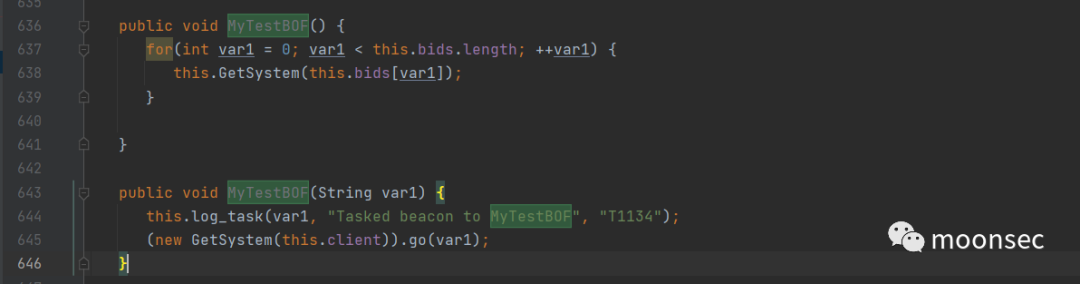 635
636 public void MyTestBOF() {
637 for(int var1 = 0; var1 < this.bids.length; ++var1) {
638 this.GetSystem(this.bids[var1]);
639 }
640
641 }
642
643 public void MyTestBOF(String var1) {
644 this.log_task(var1, "Tasked beacon to MyTestBOF", "T1134");
645 (new GetSystem(this.client)).go(var1);
646 }
moonsec